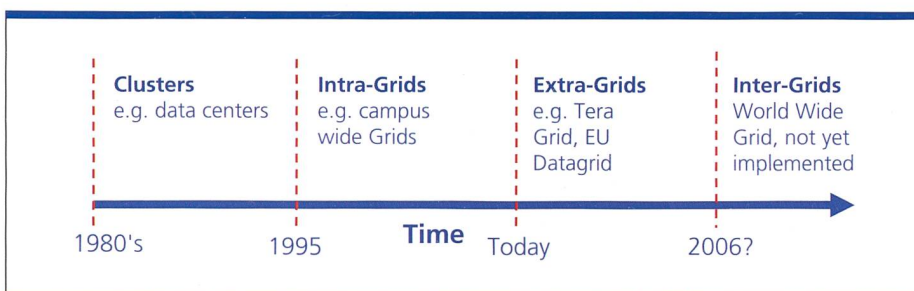 Clusters
e.g. data centers
Intra-Grids
e.g. campus
wide Grids
Extra-Grids
e.g. Tera
Grid, EU
Datagrid
Inter-Grids
World Wide
Grid, not yet
implemented
1980's
1995
Time
Today
2006?